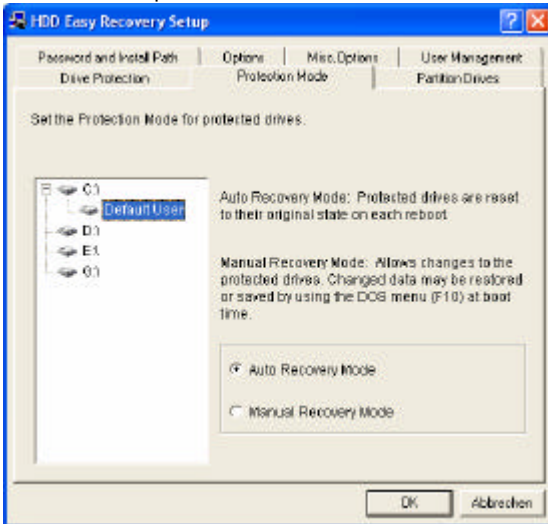 HDD Easy Recovery Setup
Password and Install Path
Options
Misc. Options
User Management
Drive Protection
Protection Mode
Partition Drives
Set the Protection Mode for protected drives.
C:\
Default User
D:\
E:\
G:\
Auto Recovery Mode: Protected drives are reset
to their original state on each reboot
Manual Recovery Mode: Allows changes to the
protected drives. Changed data may be restored
or saved by using the DOS menu (F10) at boot
time.
Auto Recovery Mode
Manual Recovery Mode
OK
Abbrechen